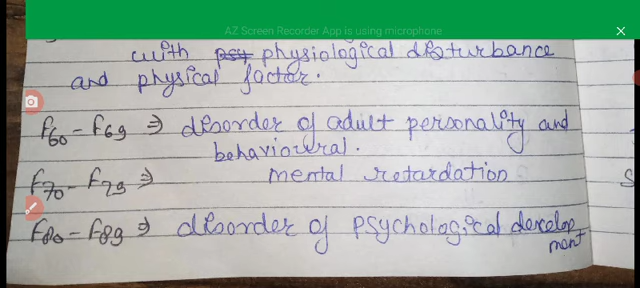 AZ Screen Recorder App is using microphone
with psy physiological disturbance
and physical factor.
F60 - F69 ⇒ disorder of adult personality and
behavioural.
F70 - F79 ⇒ mental retardation
F80 - F89 ⇒ disorder of psychological develop
ment